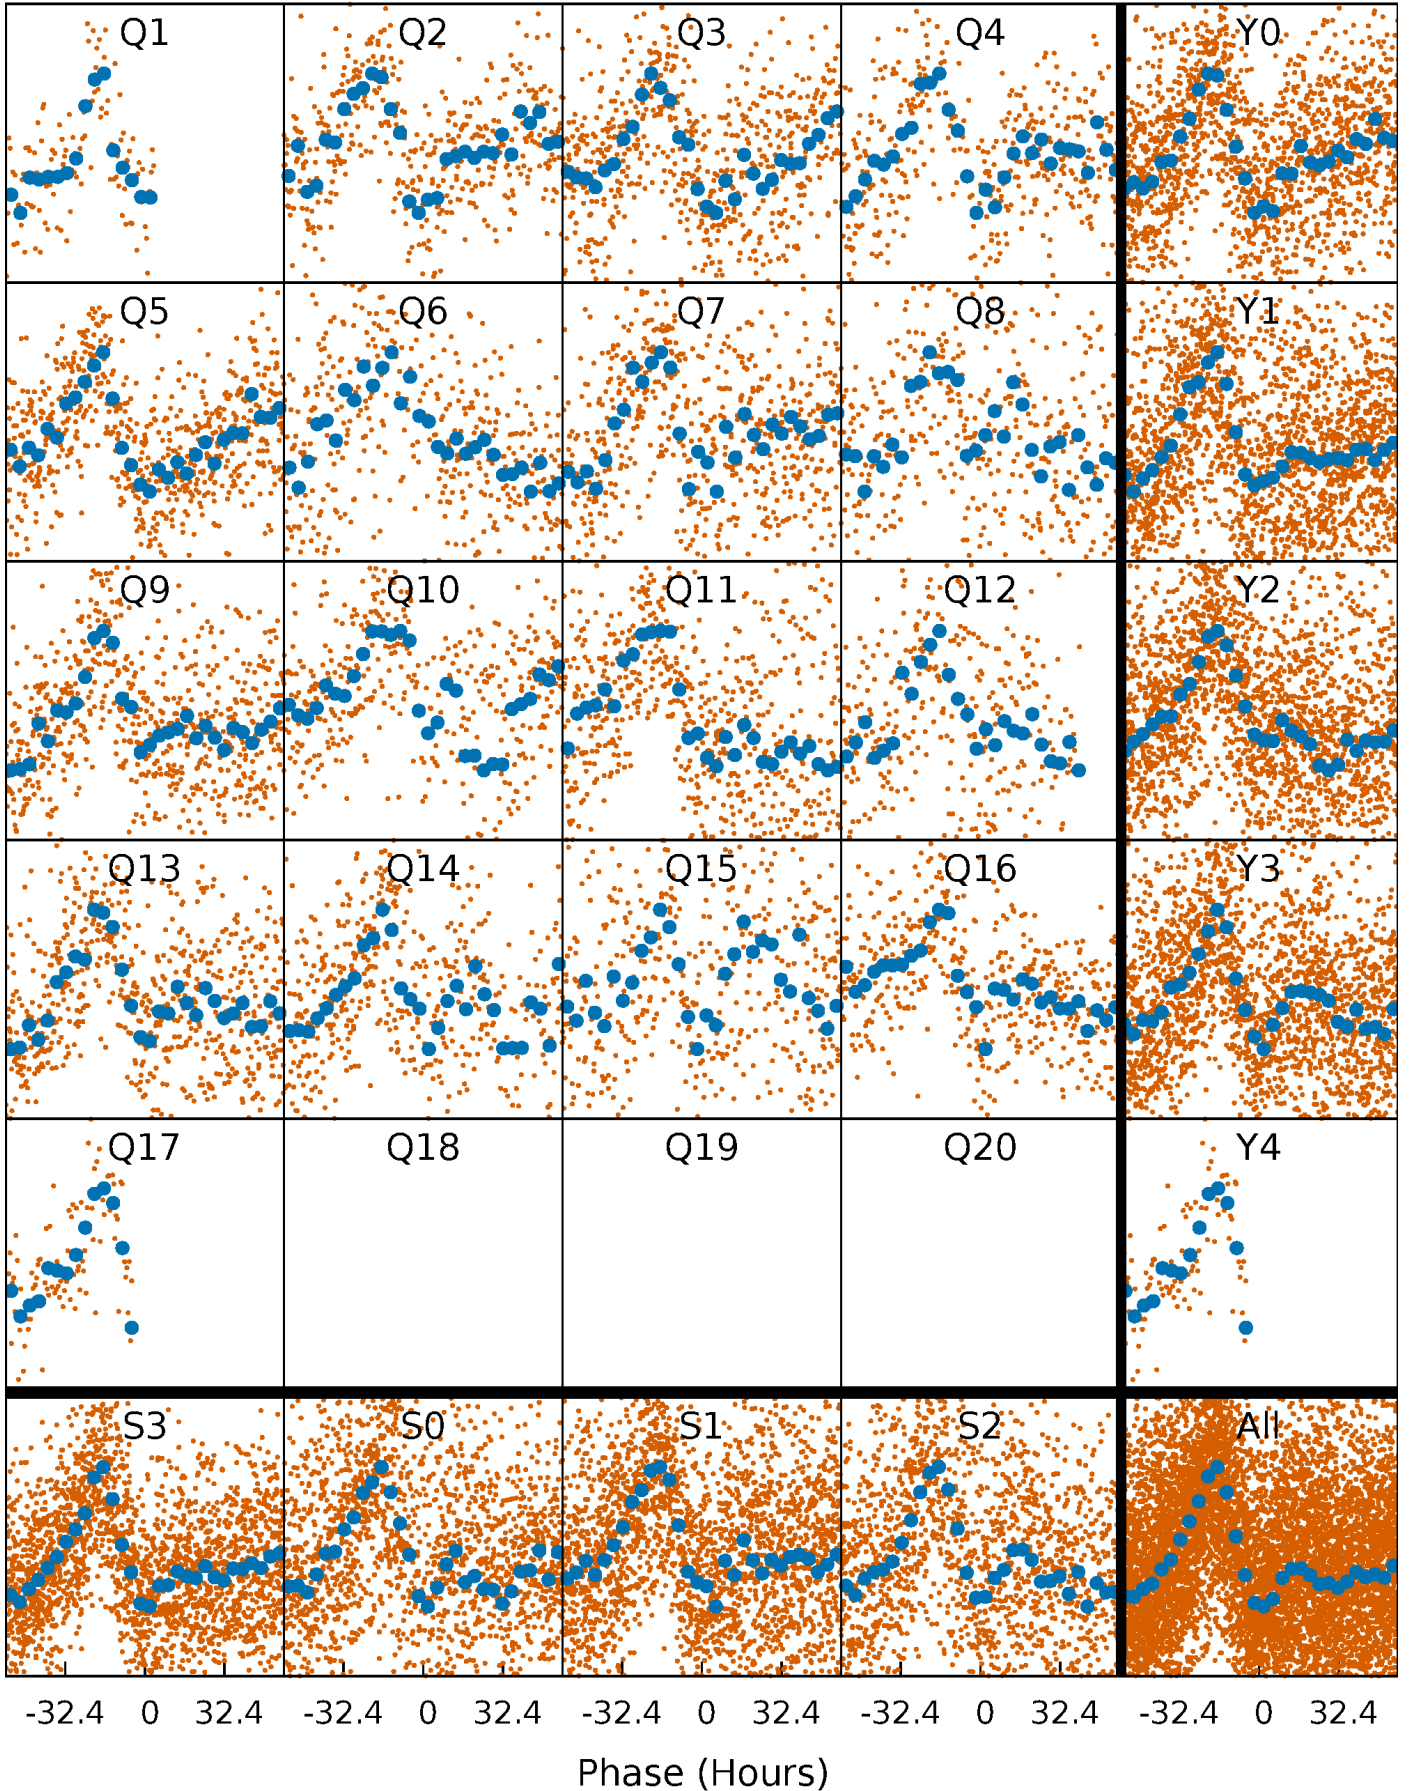 Q1 Q2 Q3 Q4 Y0
Q5 Q6 Q7 Q8 Y1
Q9 Q10 Q11 Q12 Y2
Q13 Q14 Q15 Q16 Y3
Q17 Q18 Q19 Q20 Y4
S3 S0 S1 S2 All
-32.4 0 32.4 -32.4 0 32.4 -32.4 0 32.4 -32.4 0 32.4 -32.4 0 32.4
Phase (Hours)